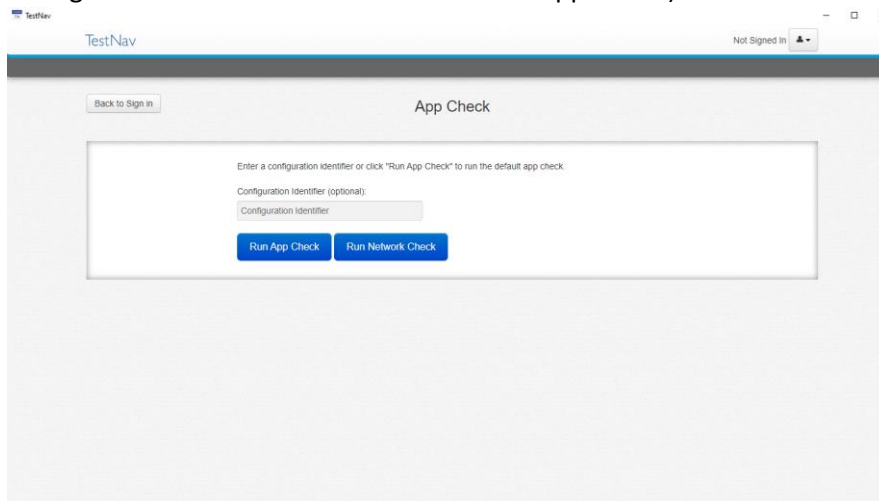 TestNav
TestNav
Not Signed In
Back to Sign in
App Check
Enter a configuration identifier or click "Run App Check" to run the default app check.
Configuration Identifier (optional):
Configuration Identifier
Run App Check Run Network Check